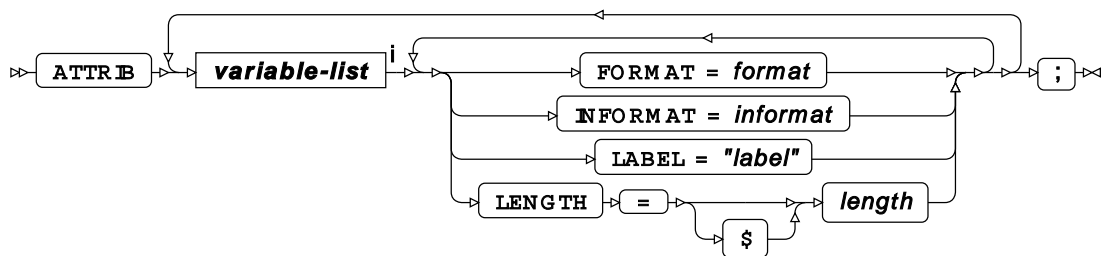 ATTRIB variable-list i FORMAT = format ;
INFORMAT = informat
LABEL = "label"
LENGTH = length
$